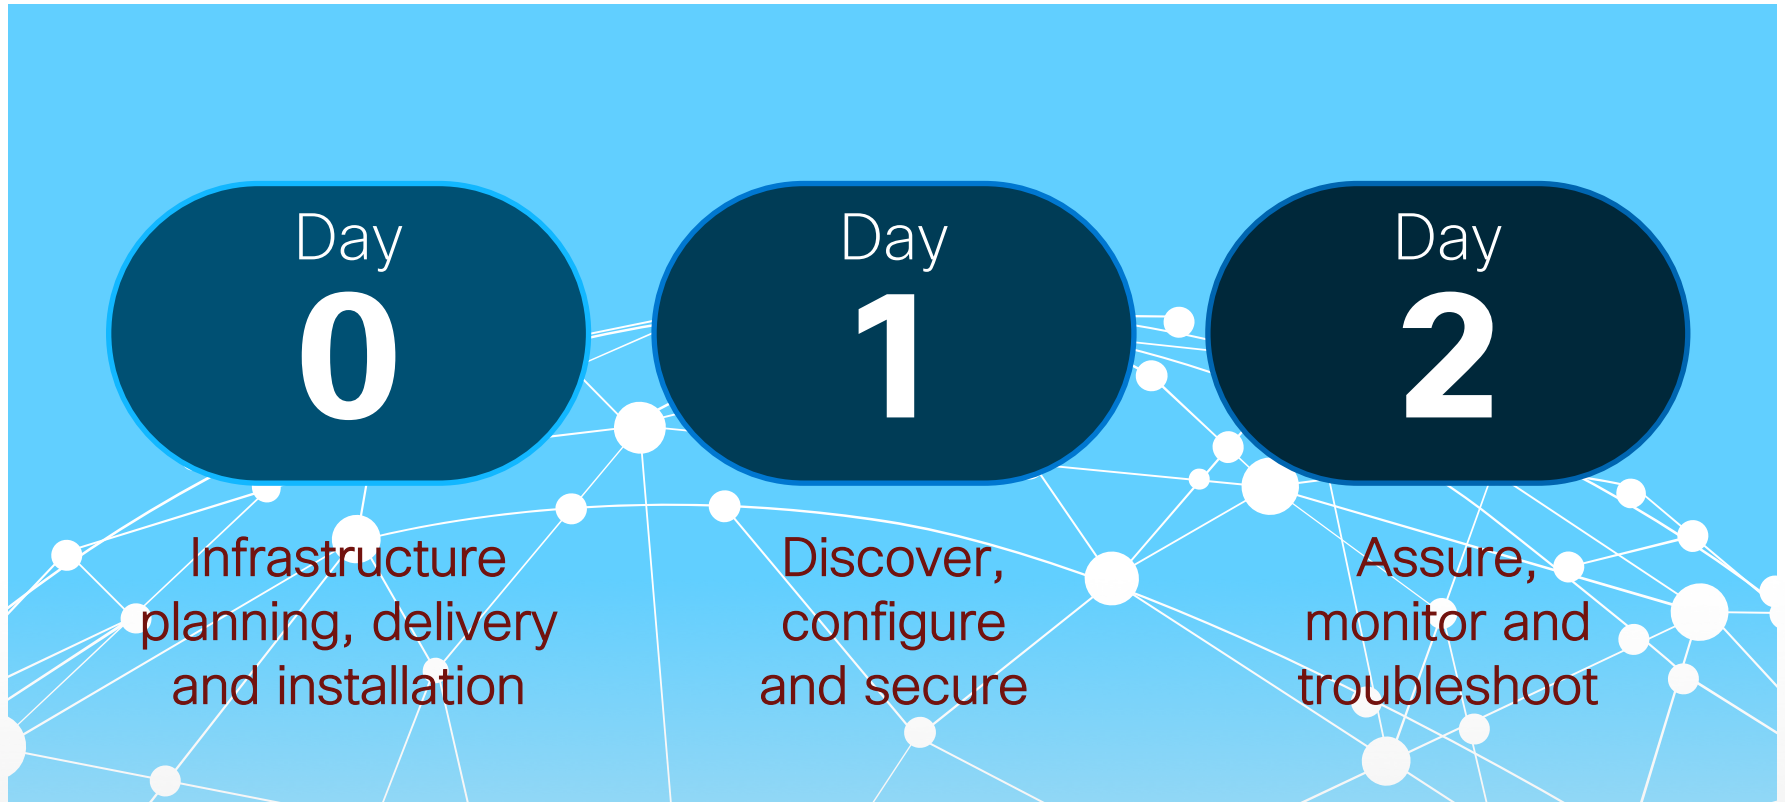 Day
0
Infrastructure
planning, delivery
and installation
Day
1
Discover,
configure
and secure
Day
2
Assure,
monitor and
troubleshoot